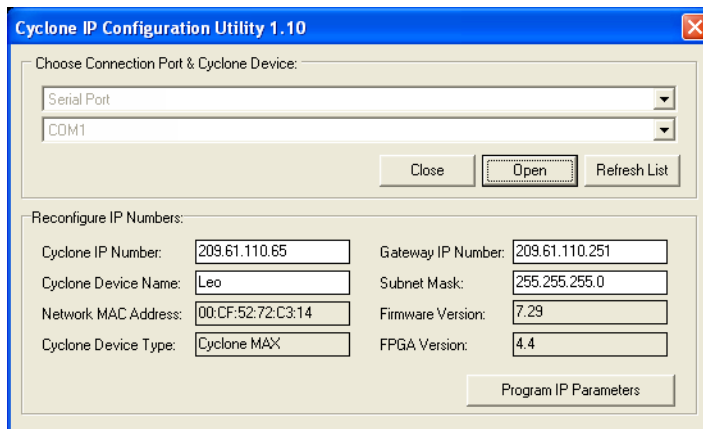 Cyclone IP Configuration Utility 1.10
Choose Connection Port & Cyclone Device:
Serial Port
COM1
Close Open Refresh List
Reconfigure IP Numbers:
Cyclone IP Number: 209.61.110.65 Gateway IP Number: 209.61.110.251
Cyclone Device Name: Leo Subnet Mask: 255.255.255.0
Network MAC Address: 00:CF:52:72:C3:14 Firmware Version: 7.29
Cyclone Device Type: Cyclone MAX FPGA Version: 4.4
Program IP Parameters